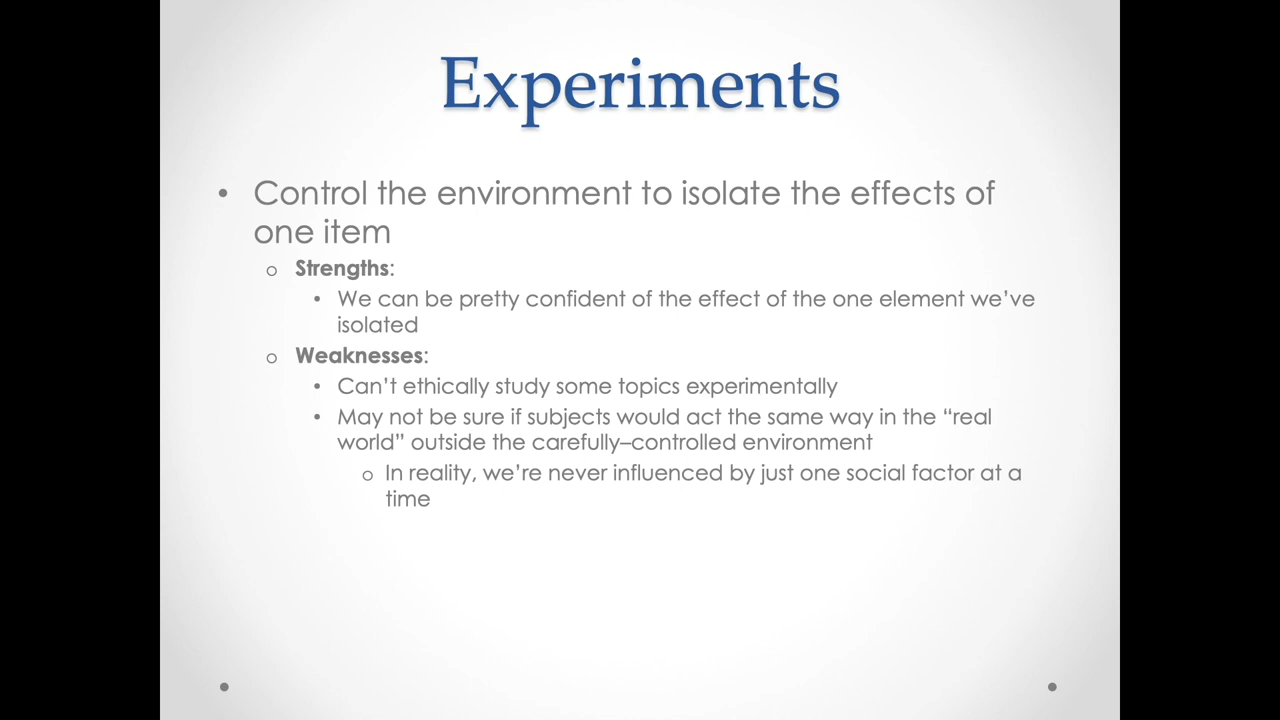 Experiments
• Control the environment to isolate the effects of
one item
o Strengths:
• We can be pretty confident of the effect of the one element we’ve
isolated
o Weaknesses:
• Can’t ethically study some topics experimentally
• May not be sure if subjects would act the same way in the “real
world” outside the carefully–controlled environment
o In reality, we’re never influenced by just one social factor at a
time